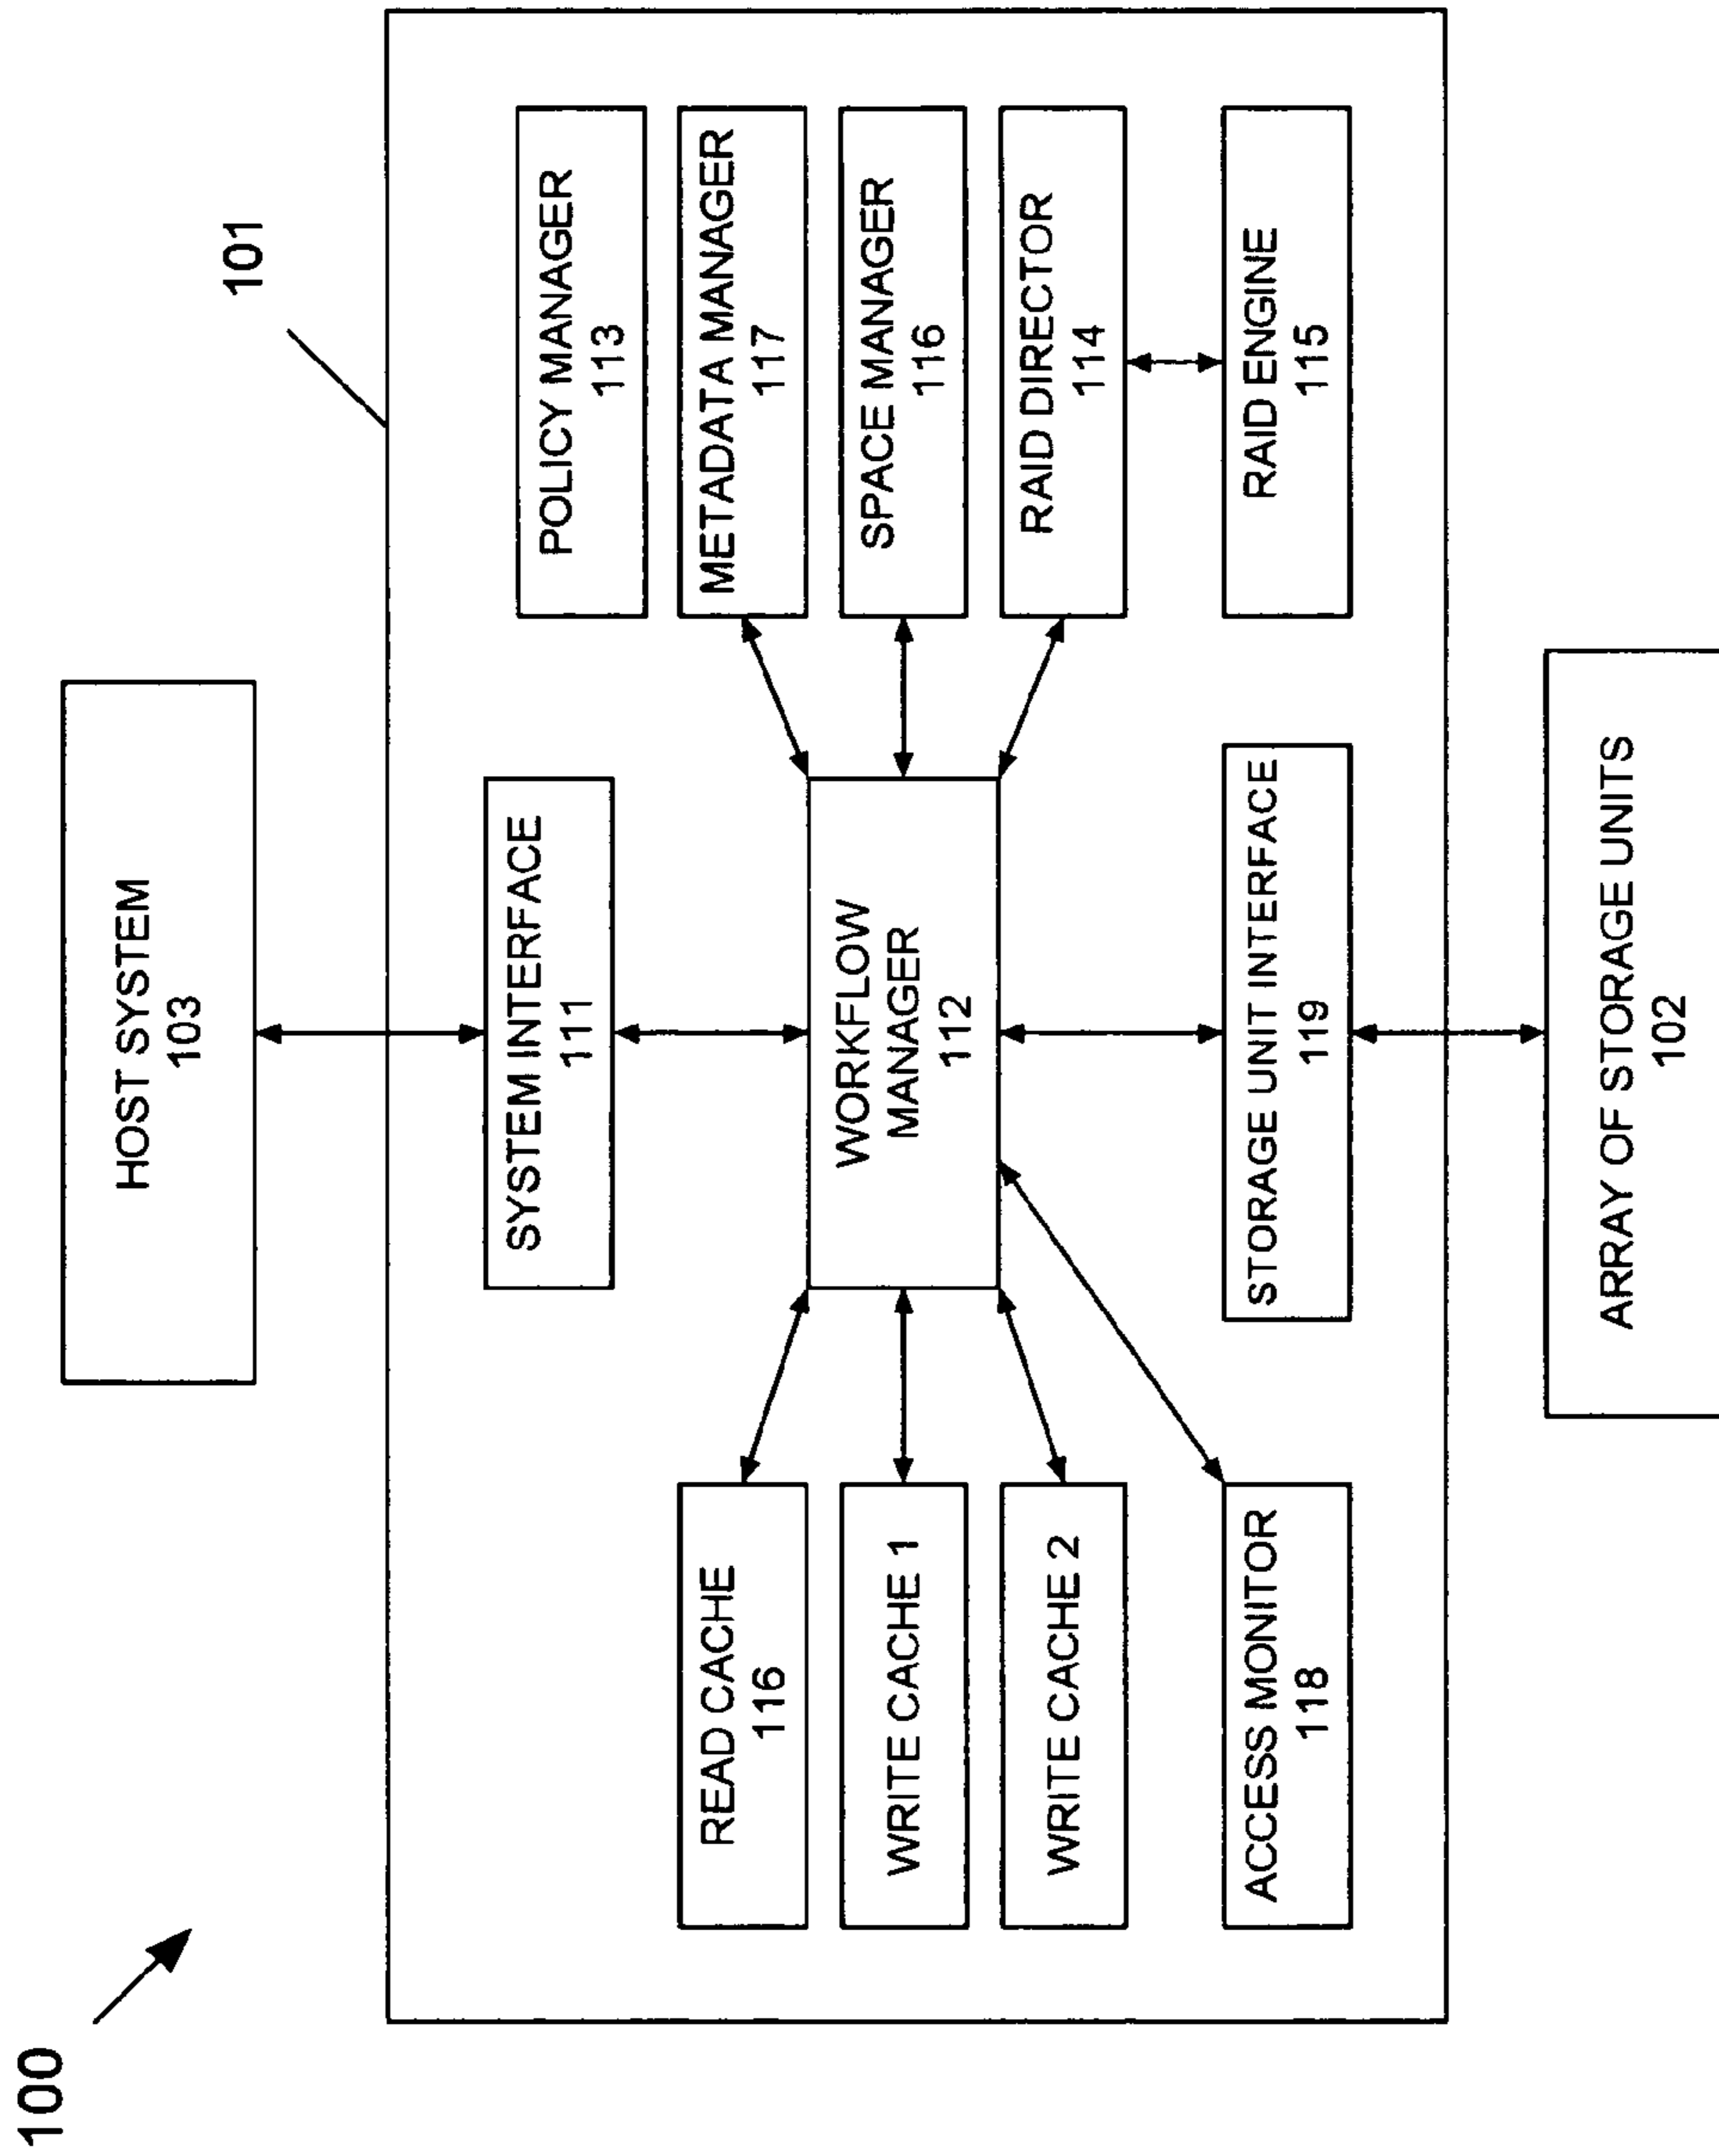 100
HOST SYSTEM
103
101
SYSTEM INTERFACE
111
POLICY MANAGER
113
READ CACHE
116
METADATA MANAGER
117
WRITE CACHE 1
WORKFLOW
MANAGER
112
SPACE MANAGER
116
WRITE CACHE 2
RAID DIRECTOR
114
ACCESS MONITOR
118
STORAGE UNIT INTERFACE
119
RAID ENGINE
115
ARRAY OF STORAGE UNITS
102